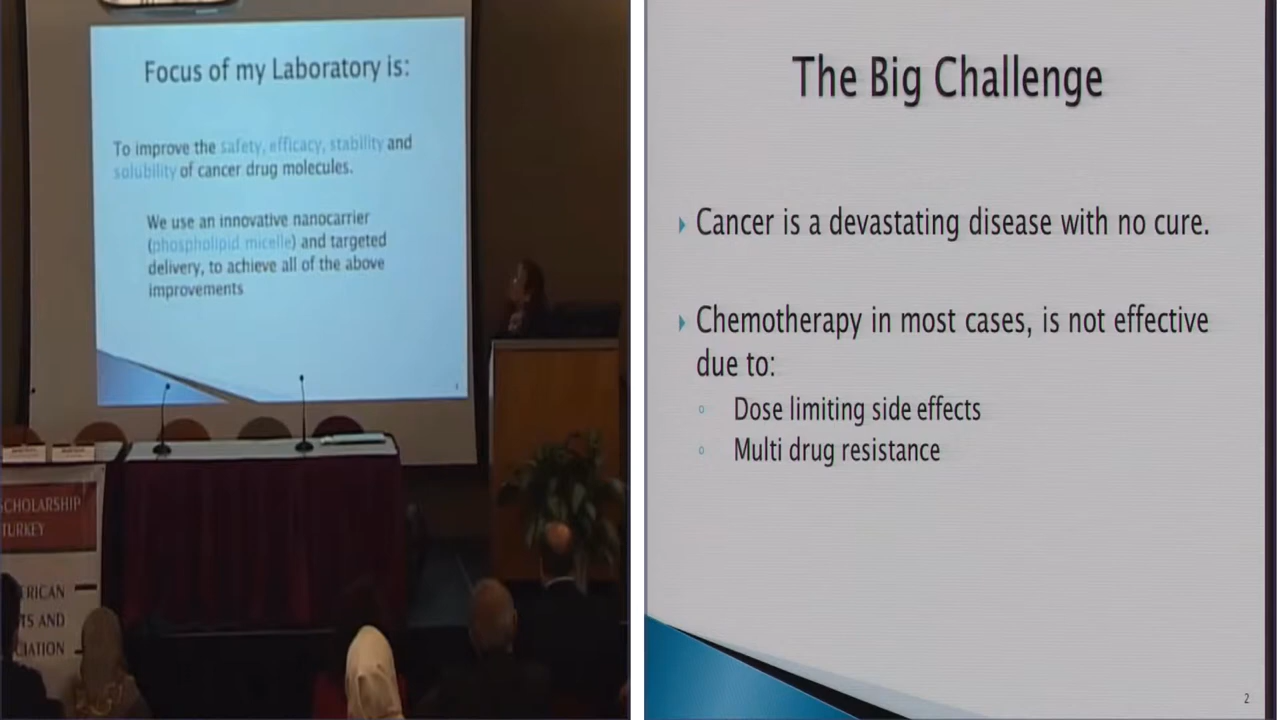 Focus of my Laboratory is:
To improve the safety, efficacy, stability and
solubility of cancer drug molecules.
We use an innovative nanocarrier
(phospholipid micelle) and targeted
delivery, to achieve all of the above
improvements
SCHOLARSHIP
TURKEY
RICAN
TS AND
CIATION
The Big Challenge
Cancer is a devastating disease with no cure.
Chemotherapy in most cases, is not effective
due to:
Dose limiting side effects
Multi drug resistance
2